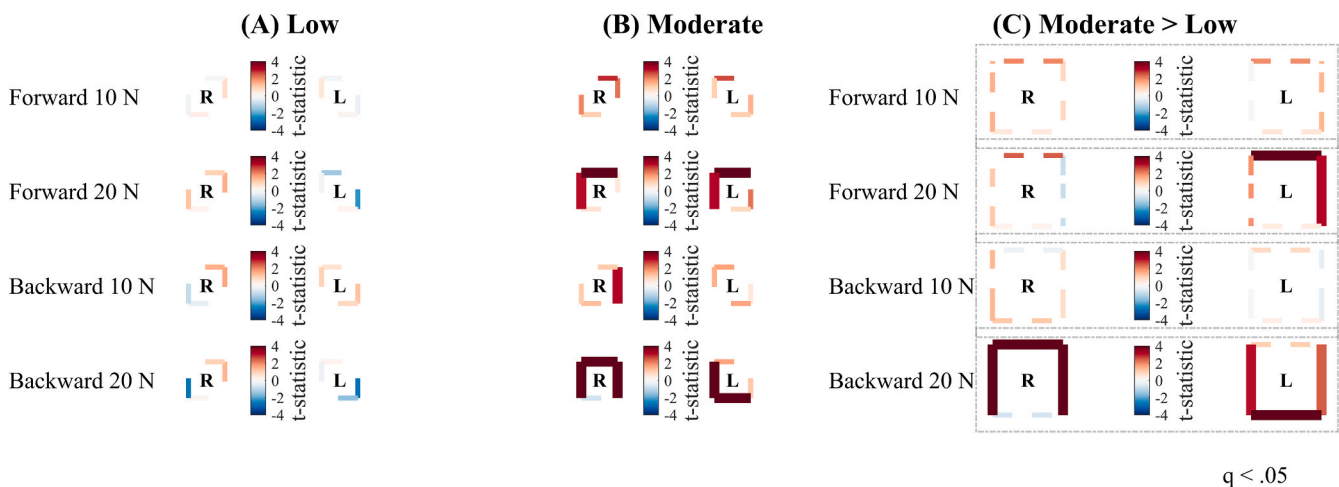 (A) Low (B) Moderate (C) Moderate > Low
Forward 10 N R 4 2 0 -2 -4 t-statistic L R 4 2 0 -2 -4 t-statistic L Forward 10 N R 4 2 0 -2 -4 t-statistic L
Forward 20 N R 4 2 0 -2 -4 t-statistic L R 4 2 0 -2 -4 t-statistic L Forward 20 N R 4 2 0 -2 -4 t-statistic L
Backward 10 N R 4 2 0 -2 -4 t-statistic L R 4 2 0 -2 -4 t-statistic L Backward 10 N R 4 2 0 -2 -4 t-statistic L
Backward 20 N R 4 2 0 -2 -4 t-statistic L R 4 2 0 -2 -4 t-statistic L Backward 20 N R 4 2 0 -2 -4 t-statistic L
q < .05